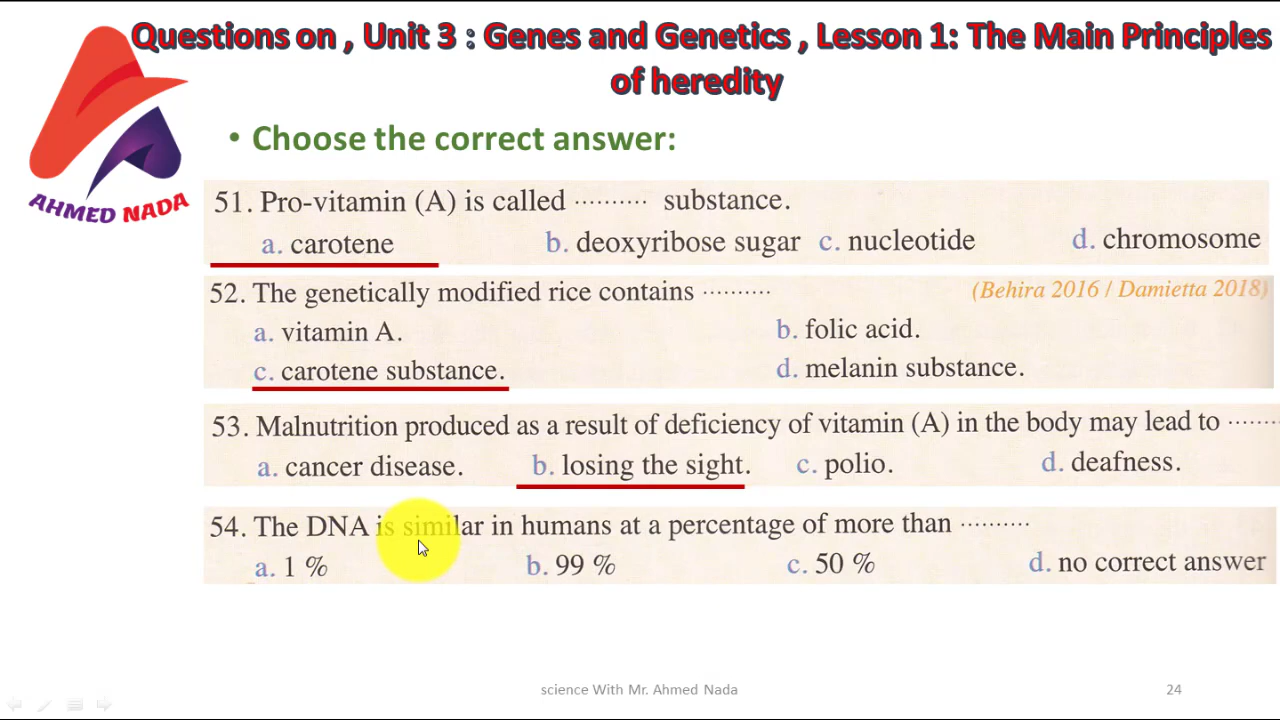 Questions on , Unit 3 : Genes and Genetics , Lesson 1: The Main Principles
of heredity
AHMED NADA
• Choose the correct answer:
51. Pro-vitamin (A) is called ·········· substance.
a. carotene b. deoxyribose sugar c. nucleotide d. chromosome
52. The genetically modified rice contains ·········· (Behira 2016 / Damietta 2018)
a. vitamin A. b. folic acid.
c. carotene substance. d. melanin substance.
53. Malnutrition produced as a result of deficiency of vitamin (A) in the body may lead to ········
a. cancer disease. b. losing the sight. c. polio. d. deafness.
54. The DNA is similar in humans at a percentage of more than ··········
a. 1 % b. 99 % c. 50 % d. no correct answer
science With Mr. Ahmed Nada 24